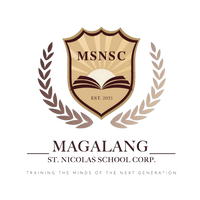 MSNSC
EST. 2021
MAGALANG
ST. NICOLAS SCHOOL CORP.
TRAINING THE MINDS OF THE NEXT GENERATION